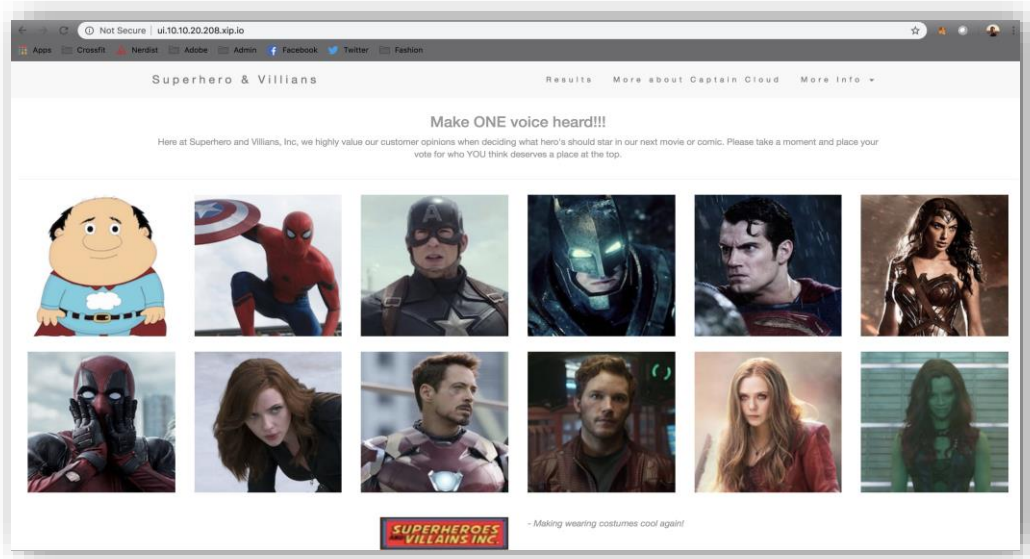 Not Secure | ui.10.10.20.208.xip.io
Apps Crossfit Nerdist Adobe Admin Facebook Twitter Fashion
Superhero & Villians Results More about Captain Cloud More Info
Make ONE voice heard!!!
Here at Superhero and Villians, Inc, we highly value our customer opinions when deciding what hero's should star in our next movie or comic. Please take a moment and place your
vote for who YOU think deserves a place at the top.
A
SUPERHEROES
AND VILLAINS INC.
- Making wearing costumes cool again!